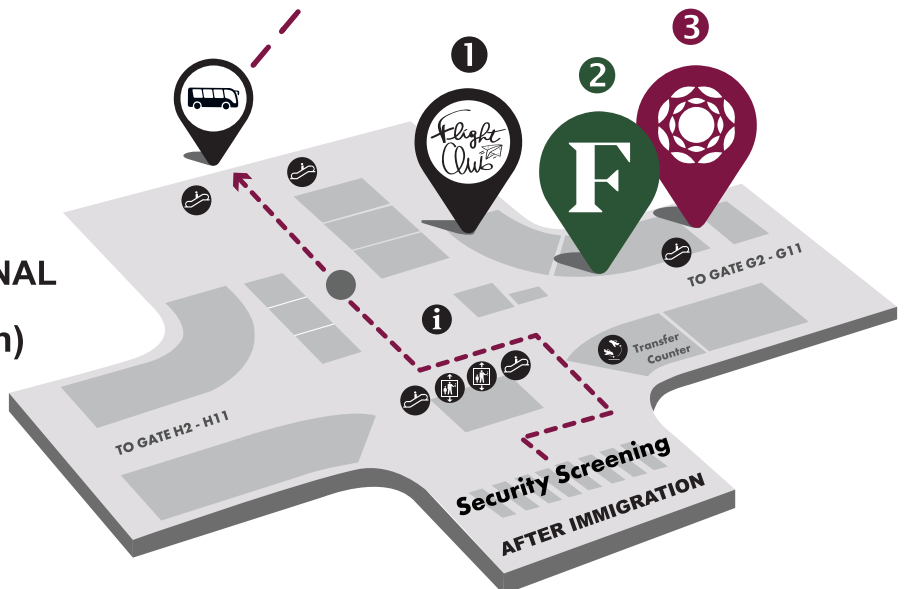 3
1
2
Flight
Club
F
NAL
n)
i
TO GATE G2 - G11
Transfer
Counter
TO GATE H2 - H11
Security Screening
AFTER IMMIGRATION